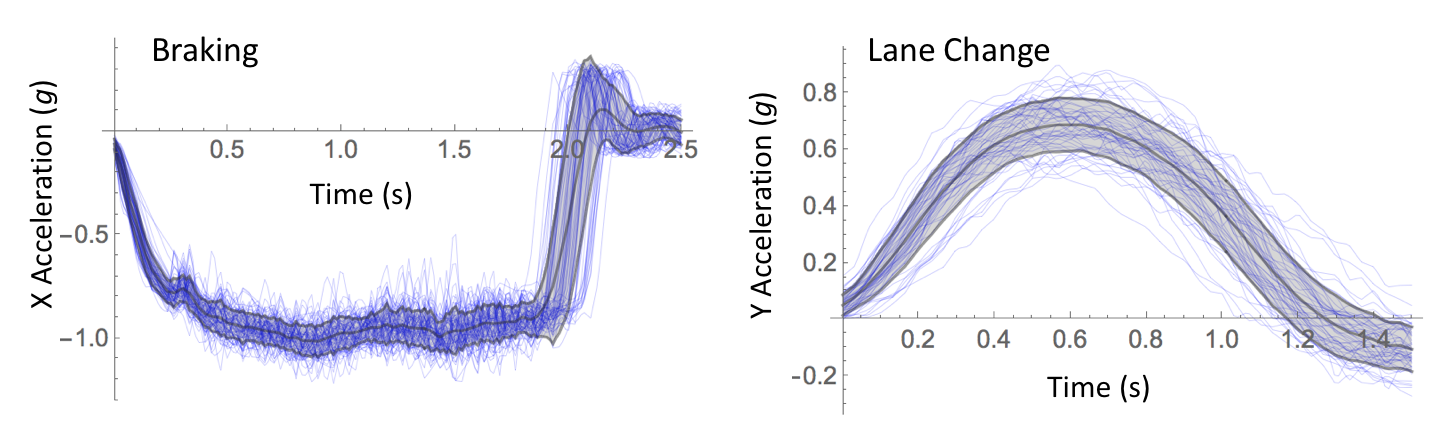 Braking
X Acceleration (g)
0.5 1.0 1.5 2.0 2.5
Time (s)
−0.5
−1.0
Lane Change
Y Acceleration (g)
0.8
0.6
0.4
0.2
0.2 0.4 0.6 0.8 1.0 1.2 1.4
−0.2
Time (s)